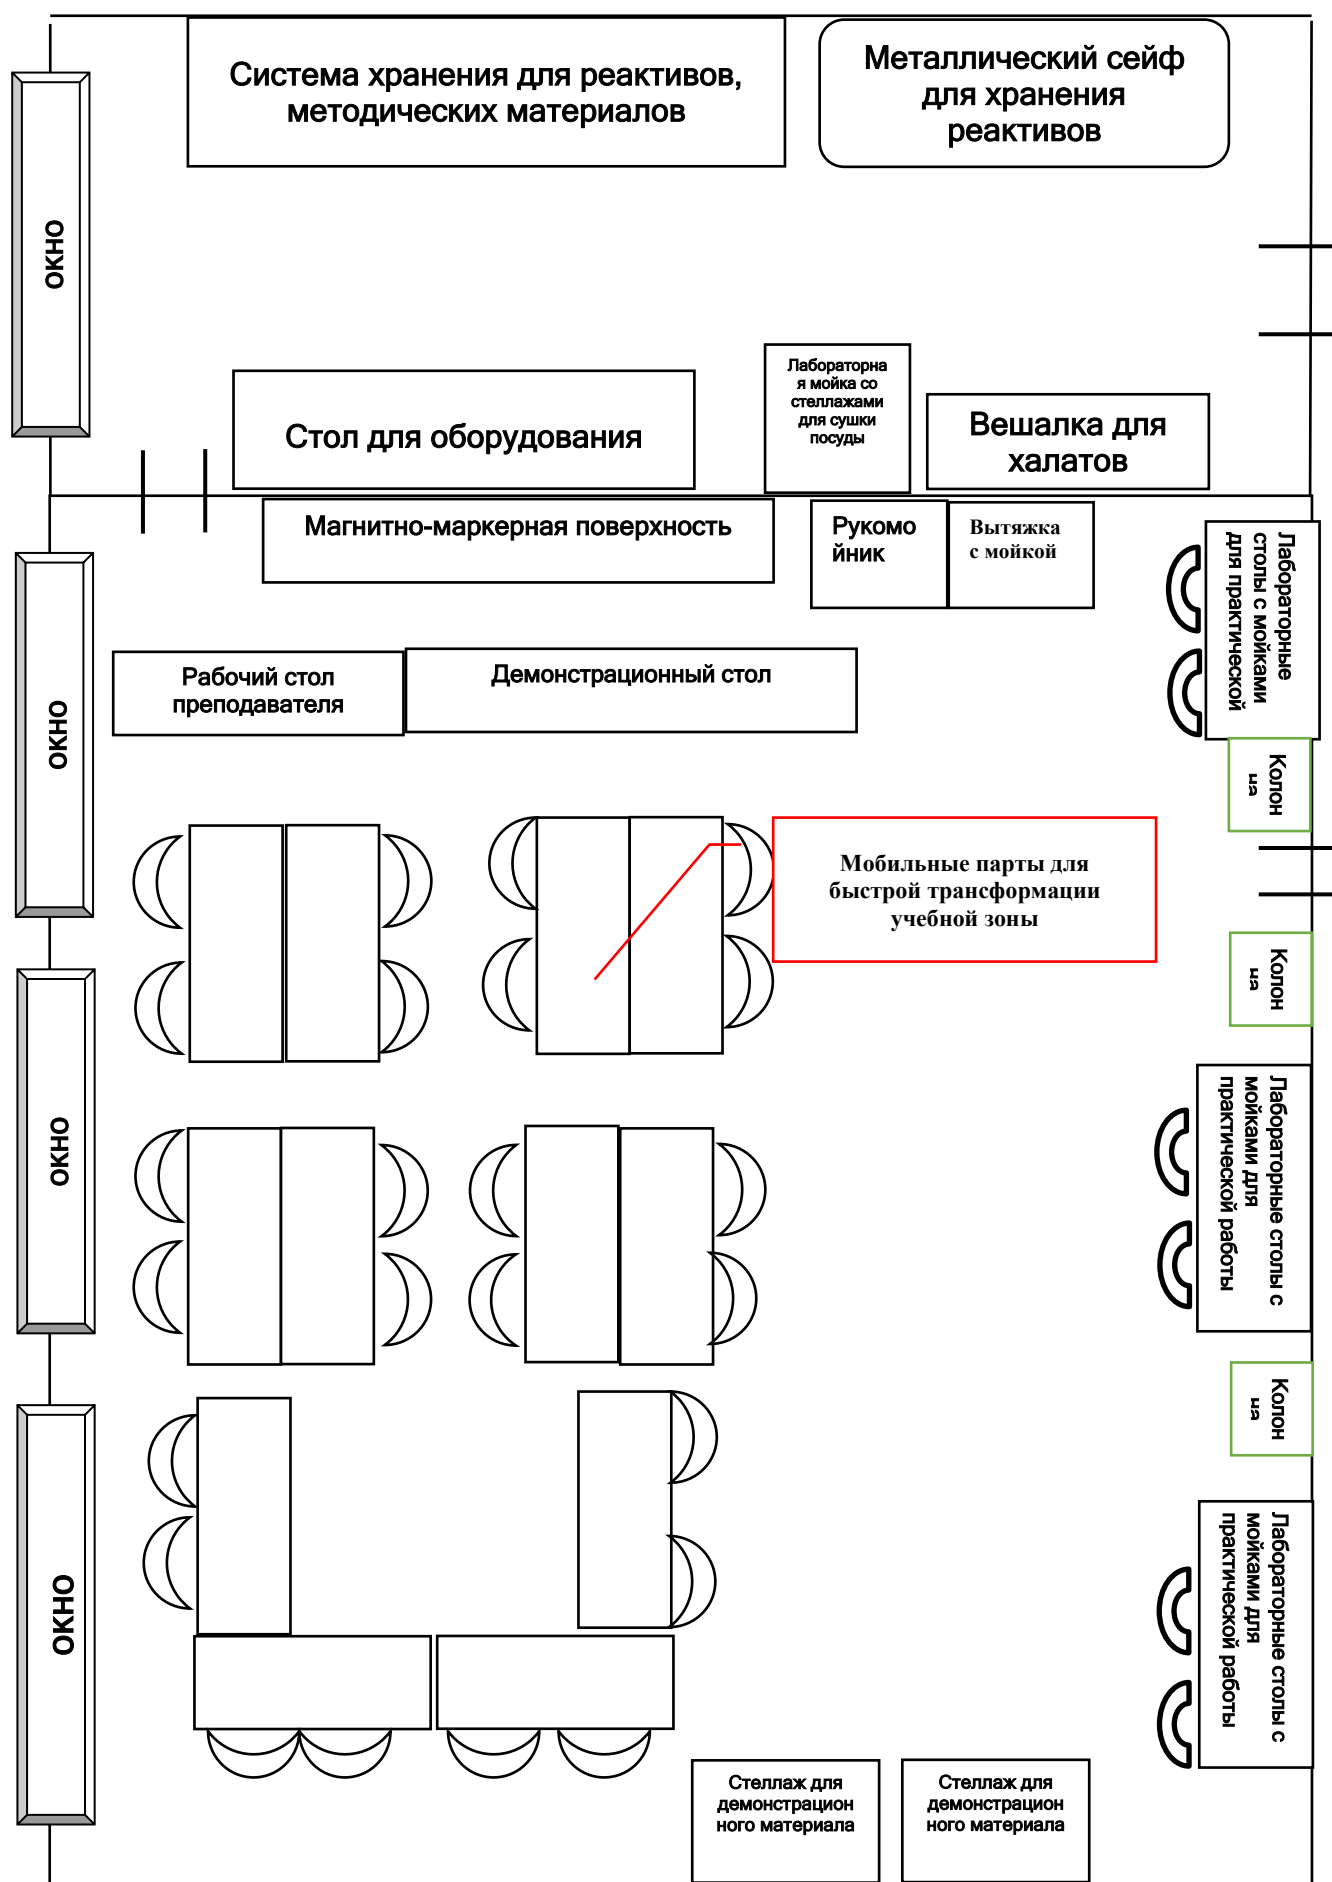 Система хранения для реактивов,
методических материалов
Металлический сейф
для хранения
реактивов
ОКНО
Стол для оборудования
Лабораторна
я мойка со
стеллажами
для сушки
посуды
Вешалка для
халатов
Магнитно-маркерная поверхность
Рукомо
йник
Вытяжка
с мойкой
Лабораторные
столы с мойками
для практической
ОКНО
Рабочий стол
преподавателя
Демонстрационный стол
Колон
на
Мобильные парты для
быстрой трансформации
учебной зоны
Колон
на
ОКНО
Лабораторные столы с
мойками для
практической работы
Колон
на
ОКНО
Лабораторные столы с
мойками для
практической работы
Стеллаж для
демонстрацион
ного материала
Стеллаж для
демонстрацион
ного материала